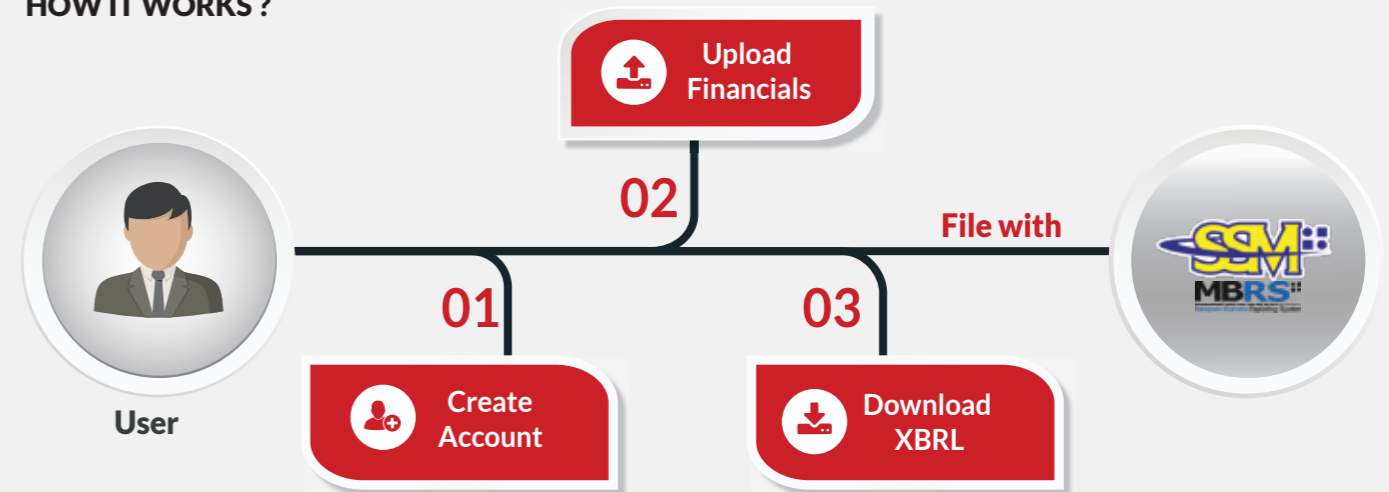 HOW IT WORKS ?
Upload
Financials
02
File with
SSM
MBRS
01
03
User
Create
Account
Download
XBRL